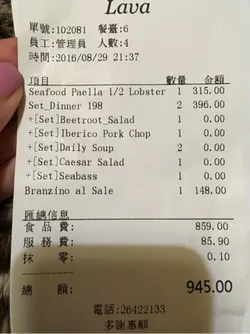 Lava
單號:102081 餐臺:6
員工:管理員 人數:4
時間:2016/08/29 21:37
項目 數量 金額
Seafood Paella 1/2 Lobster 1 315.00
Set_Dinner 198 2 396.00
+[Set]Beetroot_Salad 1 0.00
+[Set]Iberico Pork Chop 1 0.00
+[Set]Daily Soup 2 0.00
+[Set]Caesar Salad 1 0.00
+[Set]Seabass 1 0.00
Branzino al Sale 1 148.00
匯總信息
食品費: 859.00
服務費: 85.90
抹零: 0.10
總額: 945.00
電話:26422133
多謝惠顧